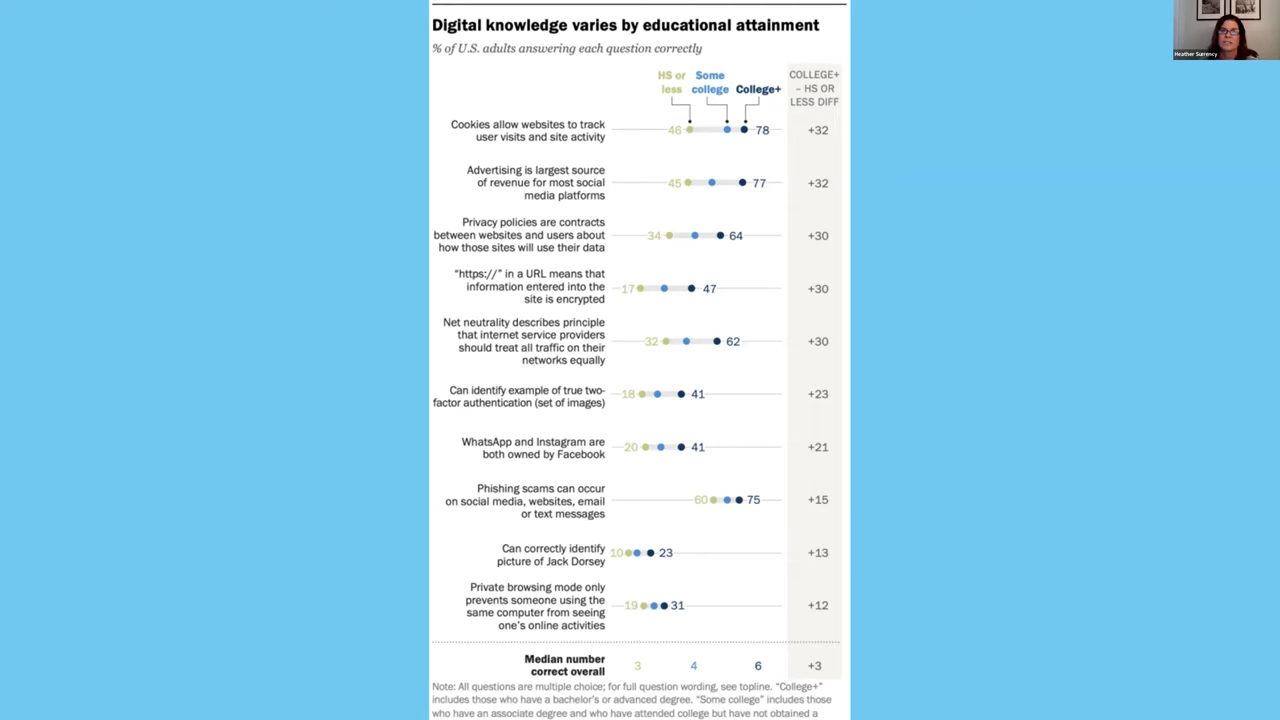 Digital knowledge varies by educational attainment
% of U.S. adults answering each question correctly
HS or less
Some college
College+
COLLEGE+
– HS OR
LESS DIFF
Cookies allow websites to track
user visits and site activity
46 78 +32
Advertising is largest source
of revenue for most social
media platforms
45 77 +32
Privacy policies are contracts
between websites and users about
how those sites will use their data
34 64 +30
“https://” in a URL means that
information entered into the
site is encrypted
17 47 +30
Net neutrality describes principle
that internet service providers
should treat all traffic on their
networks equally
32 62 +30
Can identify example of true two-
factor authentication (set of images)
18 41 +23
WhatsApp and Instagram are
both owned by Facebook
20 41 +21
Phishing scams can occur
on social media, websites, email
or text messages
60 75 +15
Can correctly identify
picture of Jack Dorsey
10 23 +13
Private browsing mode only
prevents someone using the
same computer from seeing
one’s online activities
19 31 +12
Median number
correct overall
3 4 6 +3
Note: All questions are multiple choice; for full question wording, see topline. “College+”
includes those who have a bachelor’s or advanced degree. “Some college” includes those
who have an associate degree and who have attended college but have not obtained a
Heather Surrency